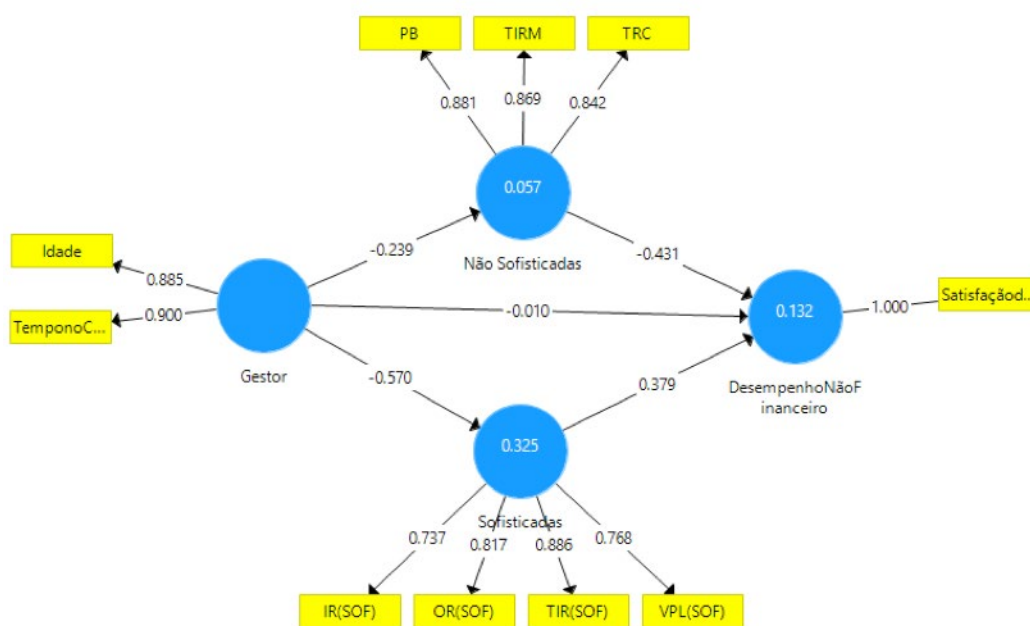 PB
TIRM
TRC
0.881
0.869
0.842
0.057
Não Sofisticadas
-0.239
-0.431
Idade
0.885
TemponoC...
0.900
Gestor
-0.010
0.132
DesempenhoNãoF
inanceiro
1.000
Satisfaçãod...
-0.570
0.379
0.325
Sofisticadas
0.737
0.817
0.886
0.768
IR(SOF)
OR(SOF)
TIR(SOF)
VPL(SOF)